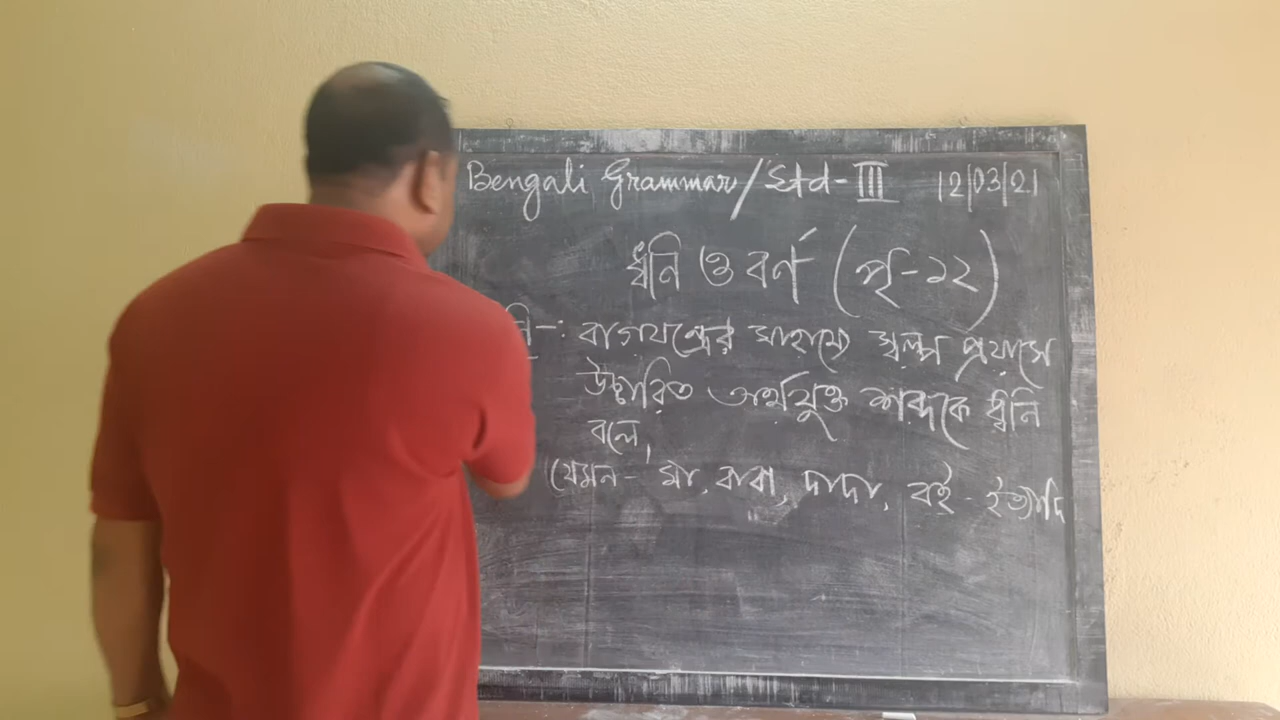 Bengali Grammar/Std-III 12|03|21
ধ্বনি ও বর্ণ (পৃ-১২)
নি-: বাগযন্ত্রের সাহায্যে স্বল্প প্রয়াসে
উচ্চারিত অর্থযুক্ত শব্দকে ধ্বনি
বলে।
যেমন- মা, বাবা, দাদা, বই - ইত্যাদি